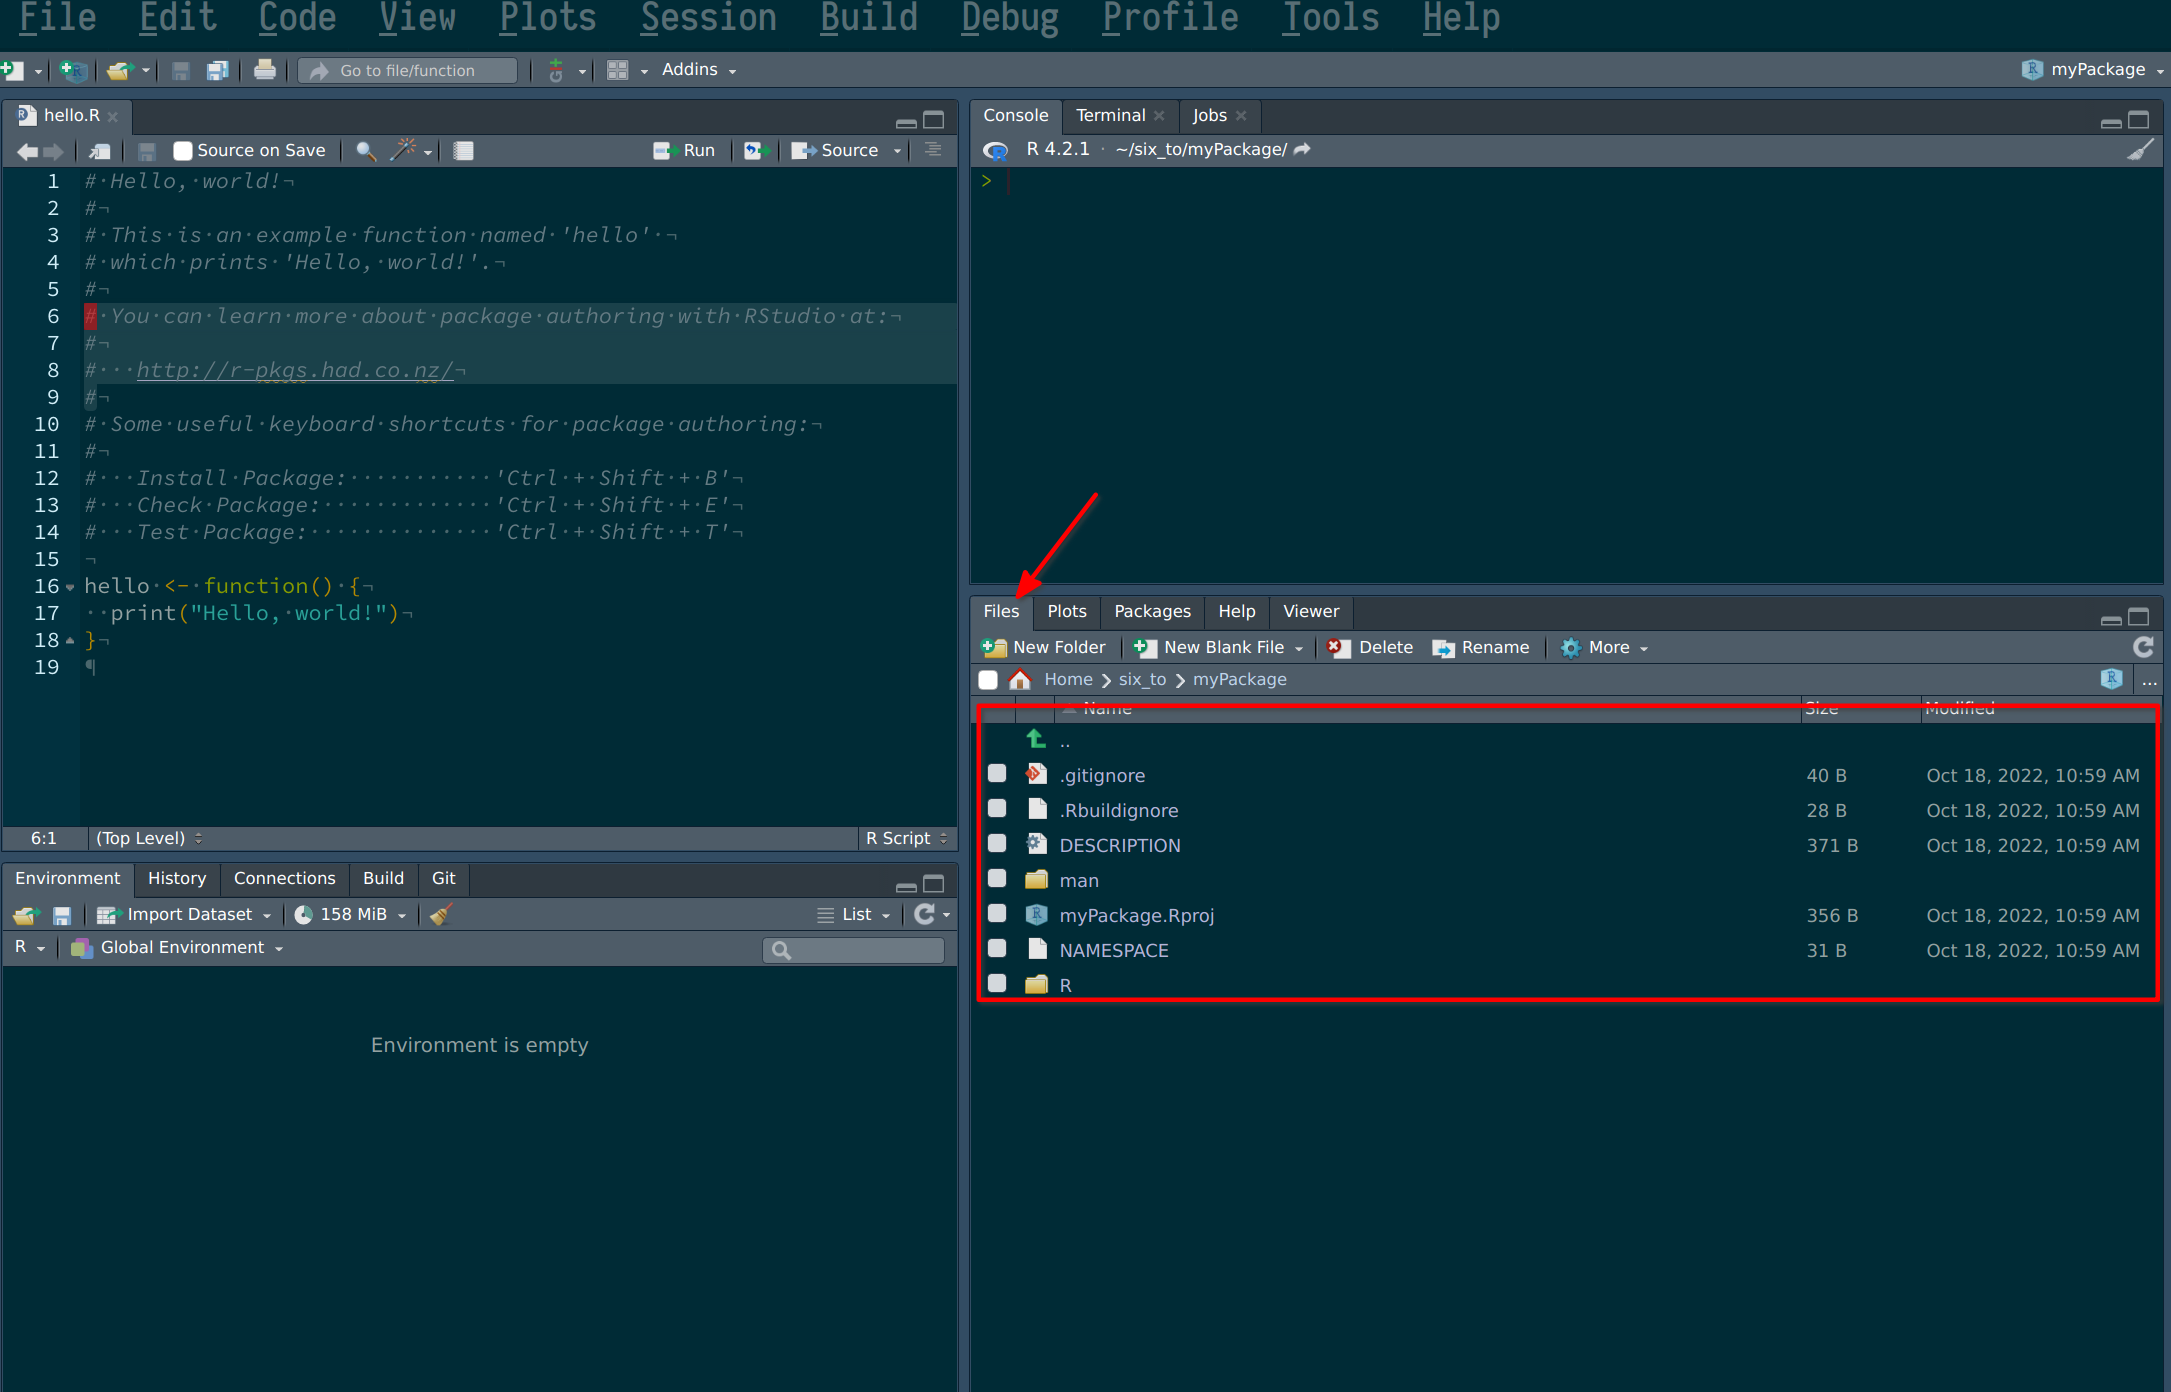 File Edit Code View Plots Session Build Debug Profile Tools Help
Go to file/function Addins myPackage
hello.R
Source on Save Run Source
1 # Hello, world!
2 #
3 # This is an example function named 'hello'
4 # which prints 'Hello, world!'.
5 #
6 # You can learn more about package authoring with RStudio at:
7 #
8 #   http://r-pkgs.had.co.nz/
9 #
10 # Some useful keyboard shortcuts for package authoring:
11 #
12 #   Install Package:           'Ctrl + Shift + B'
13 #   Check Package:             'Ctrl + Shift + E'
14 #   Test Package:              'Ctrl + Shift + T'
15
16 hello <- function() {
17   print("Hello, world!")
18 }
19
6:1 (Top Level) R Script
Environment History Connections Build Git
Import Dataset 158 MiB List
R Global Environment
Environment is empty
Console Terminal Jobs
R 4.2.1 · ~/six_to/myPackage/
>
Files Plots Packages Help Viewer
New Folder New Blank File Delete Rename More
Home six_to myPackage ...
Name Size Modified
..
.gitignore 40 B Oct 18, 2022, 10:59 AM
.Rbuildignore 28 B Oct 18, 2022, 10:59 AM
DESCRIPTION 371 B Oct 18, 2022, 10:59 AM
man
myPackage.Rproj 356 B Oct 18, 2022, 10:59 AM
NAMESPACE 31 B Oct 18, 2022, 10:59 AM
R